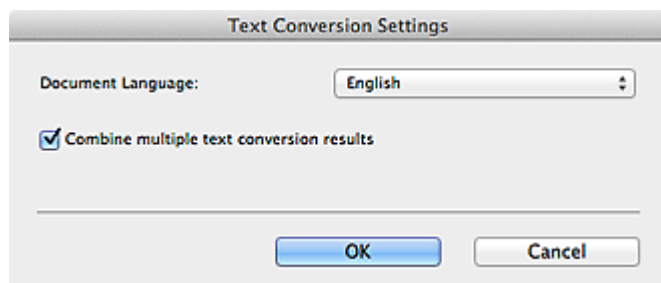 Text Conversion Settings
Document Language: English
Combine multiple text conversion results
OK Cancel